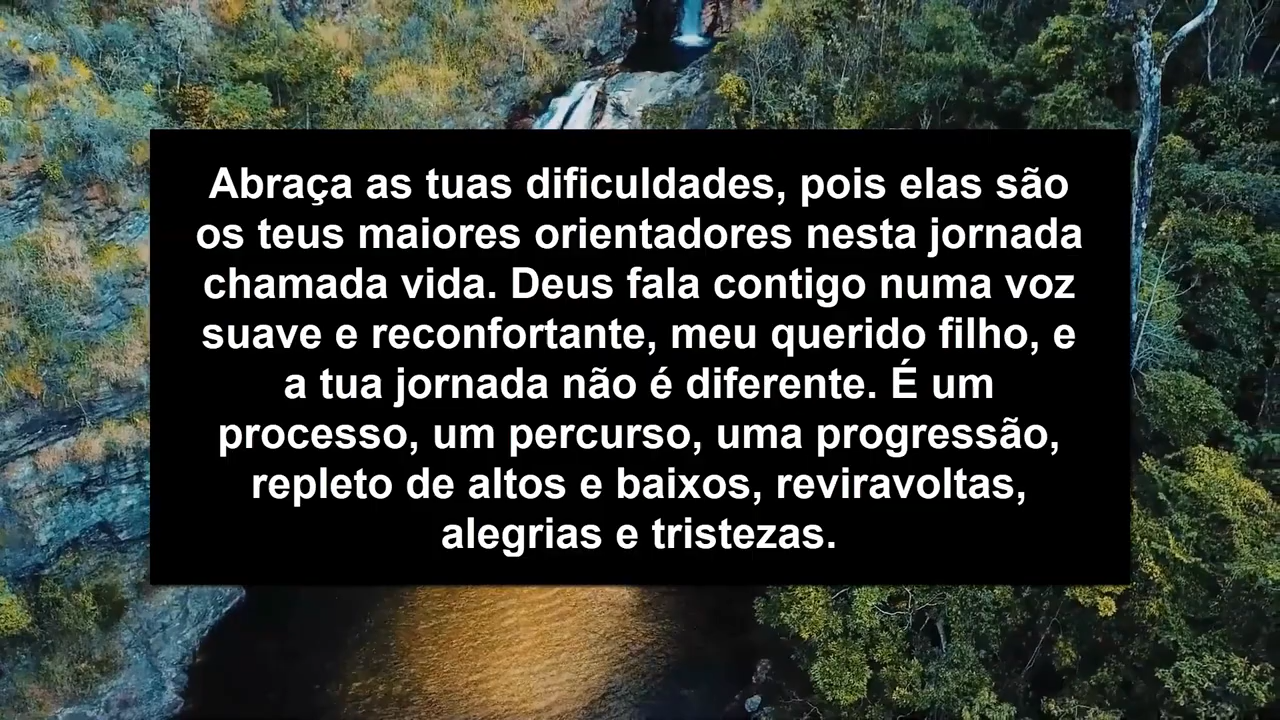 Abraça as tuas dificuldades, pois elas são
os teus maiores orientadores nesta jornada
chamada vida. Deus fala contigo numa voz
suave e reconfortante, meu querido filho, e
a tua jornada não é diferente. É um
processo, um percurso, uma progressão,
repleto de altos e baixos, reviravoltas,
alegrias e tristezas.